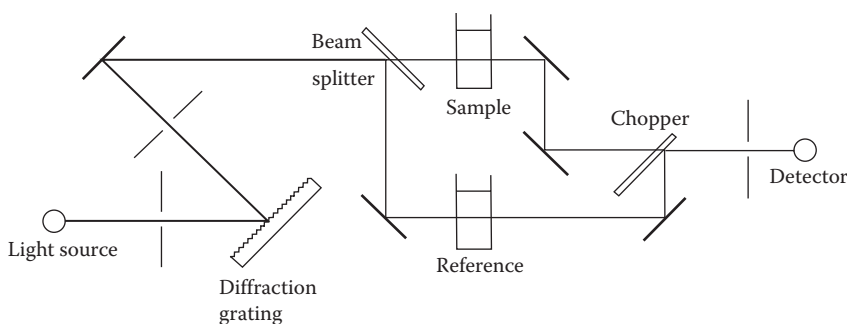 Beam
splitter
Sample
Chopper
Detector
Light source
Diffraction
grating
Reference